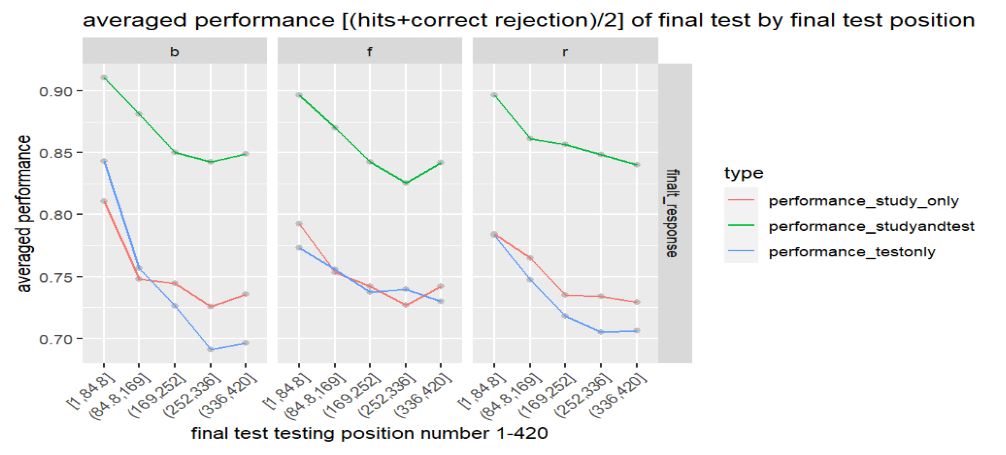 averaged performance [(hits+correct rejection)/2] of final test by final test position
b f r
0.90
0.85
0.80
0.75
0.70
averaged performance
finalt_response
[1,84.8] (84.8,169] (169,252] (252,336] (336,420] [1,84.8] (84.8,169] (169,252] (252,336] (336,420] [1,84.8] (84.8,169] (169,252] (252,336] (336,420]
final test testing position number 1-420
type
performance_study_only
performance_studyandtest
performance_testonly